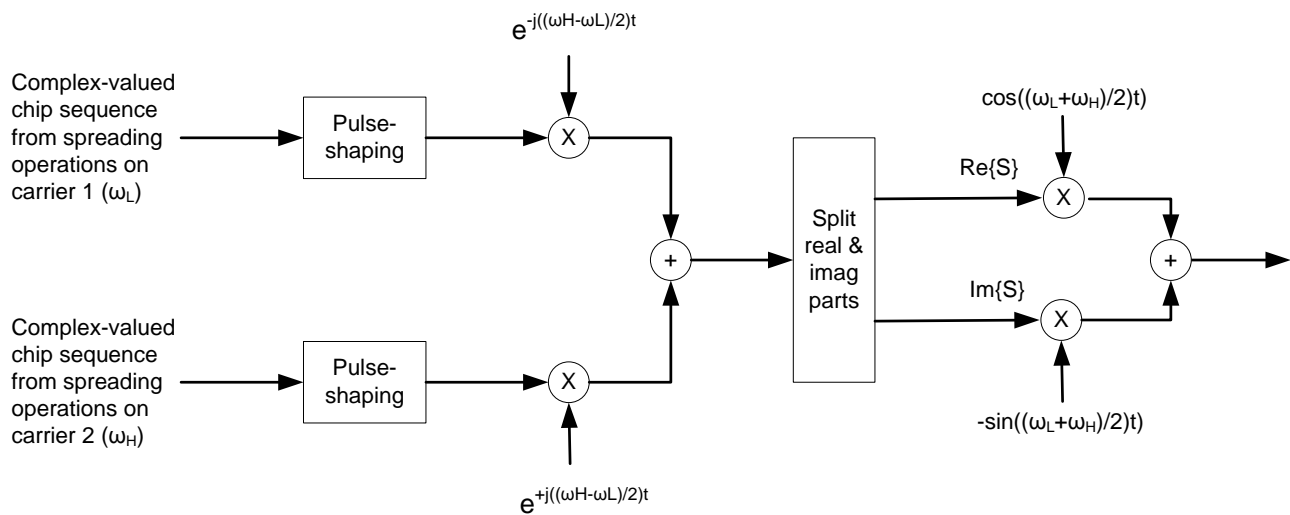 e-j((ωH-ωL)/2)t
Complex-valued
chip sequence
from spreading
operations on
carrier 1 (ωL)
Pulse-
shaping
X
cos((ωL+ωH)/2)t)
Re{S}
X
+
Split
real &
imag
parts
+
Im{S}
X
-sin((ωL+ωH)/2)t)
Complex-valued
chip sequence
from spreading
operations on
carrier 2 (ωH)
Pulse-
shaping
X
e+j((ωH-ωL)/2)t